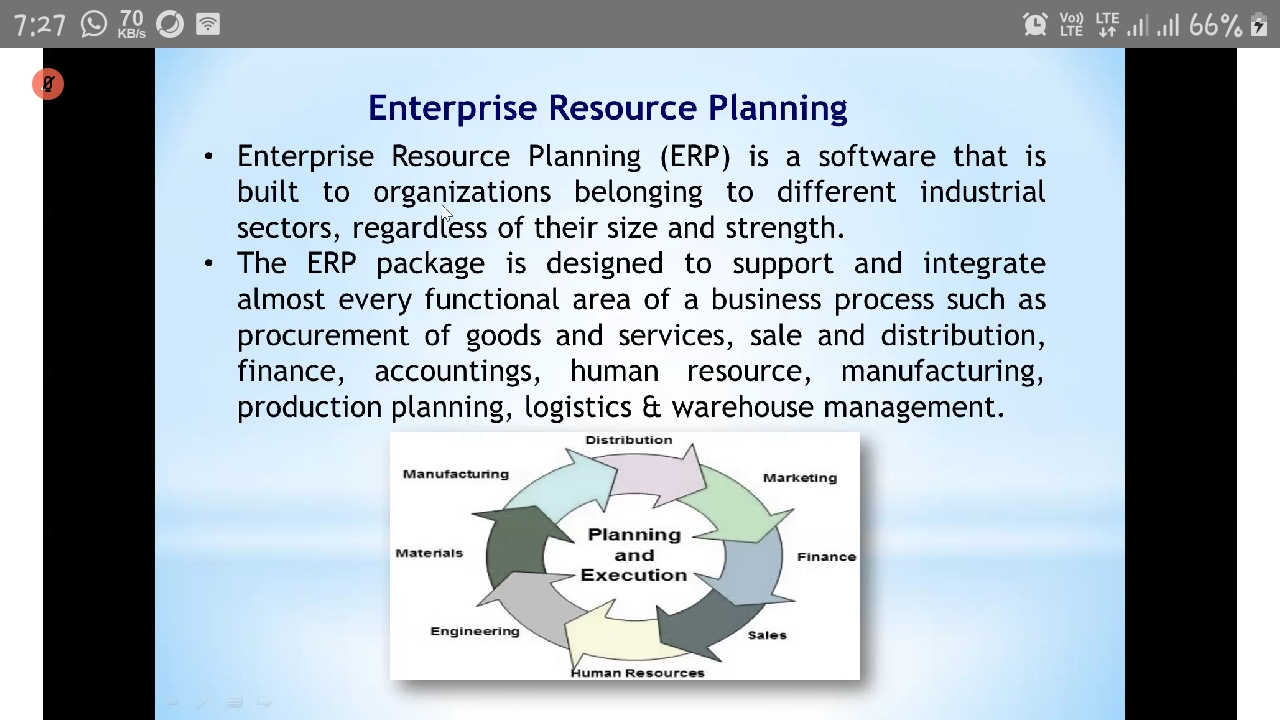 7:27 70 KB/s Vo)) LTE LTE 66%
Enterprise Resource Planning
• Enterprise Resource Planning (ERP) is a software that is
built to organizations belonging to different industrial
sectors, regardless of their size and strength.
• The ERP package is designed to support and integrate
almost every functional area of a business process such as
procurement of goods and services, sale and distribution,
finance, accountings, human resource, manufacturing,
production planning, logistics & warehouse management.
Distribution
Manufacturing
Marketing
Planning
and
Execution
Materials
Finance
Engineering
Sales
Human Resources